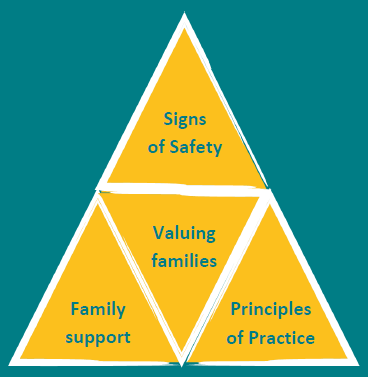 Signs
of Safety
Valuing
families
Family
support
Principles
of Practice